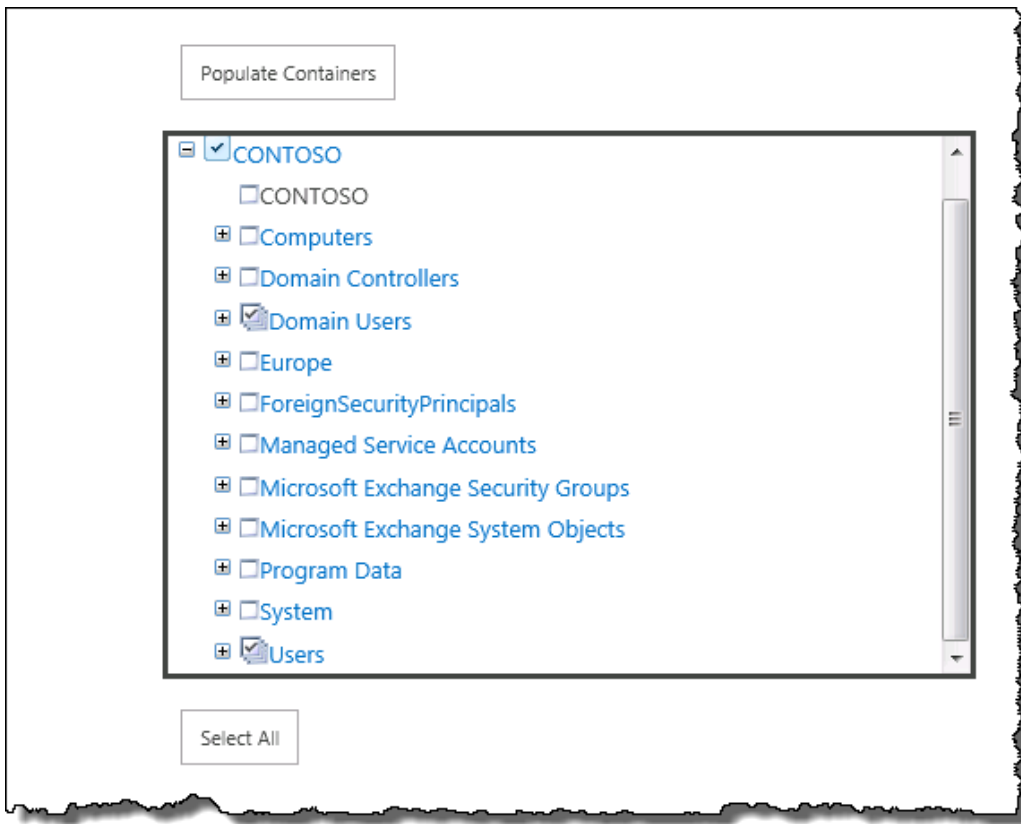 Populate Containers
CONTOSO
CONTOSO
Computers
Domain Controllers
Domain Users
Europe
ForeignSecurityPrincipals
Managed Service Accounts
Microsoft Exchange Security Groups
Microsoft Exchange System Objects
Program Data
System
Users
Select All